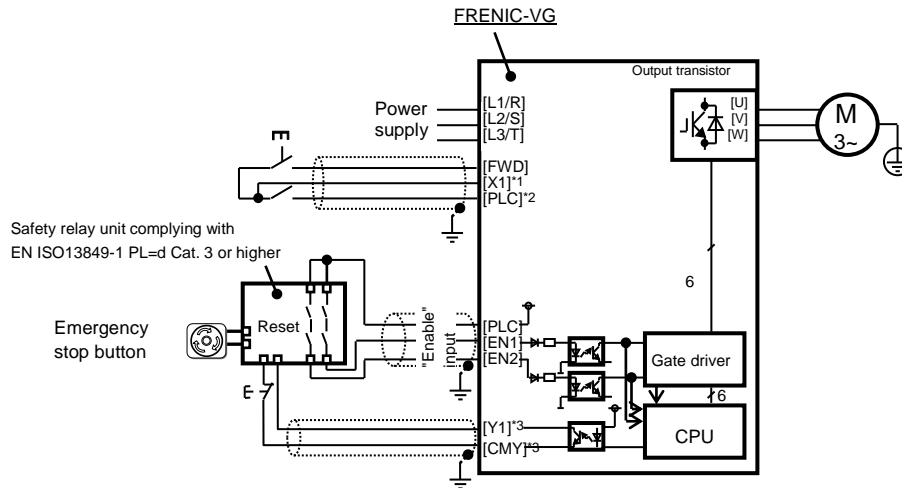 FRENIC-VG
Output transistor
Power
supply
[L1/R]
[L2/S]
[L3/T]
[U]
[V]
[W]
M
3~
[FWD]
[X1]*1
[PLC]*2
Safety relay unit complying with
EN ISO13849-1 PL=d Cat. 3 or higher
6
Reset
Emergency
stop button
"Enable"
input
[PLC]
[EN1]
[EN2]
Gate driver
6
CPU
[Y1]*3
[CMY]*3